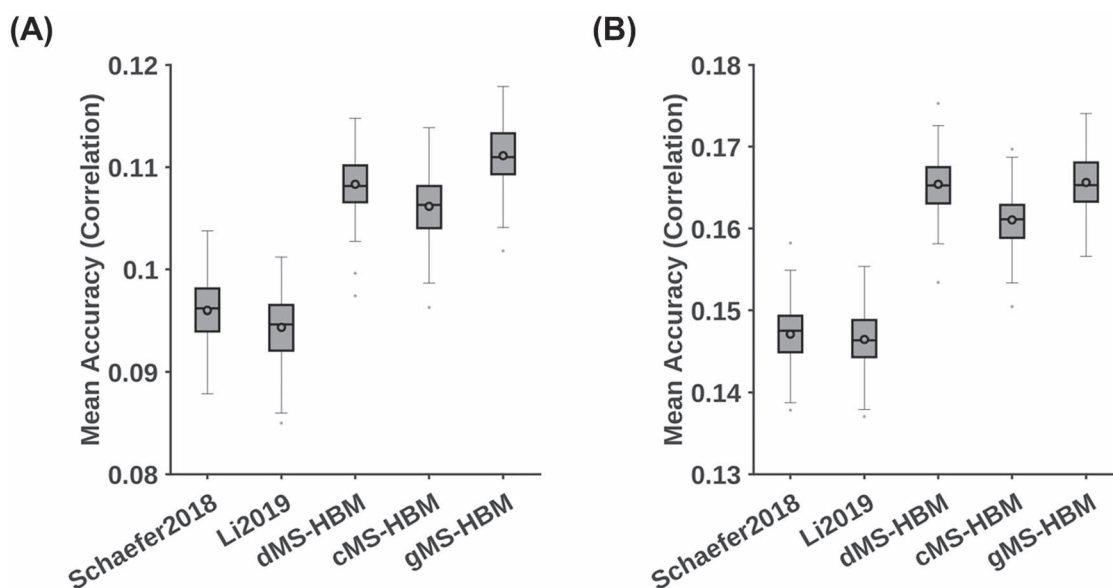 (A)
Mean Accuracy (Correlation)
0.12
0.11
0.1
0.09
0.08
Schaefer2018
Li2019
dMS-HBM
cMS-HBM
gMS-HBM
(B)
Mean Accuracy (Correlation)
0.18
0.17
0.16
0.15
0.14
0.13
Schaefer2018
Li2019
dMS-HBM
cMS-HBM
gMS-HBM